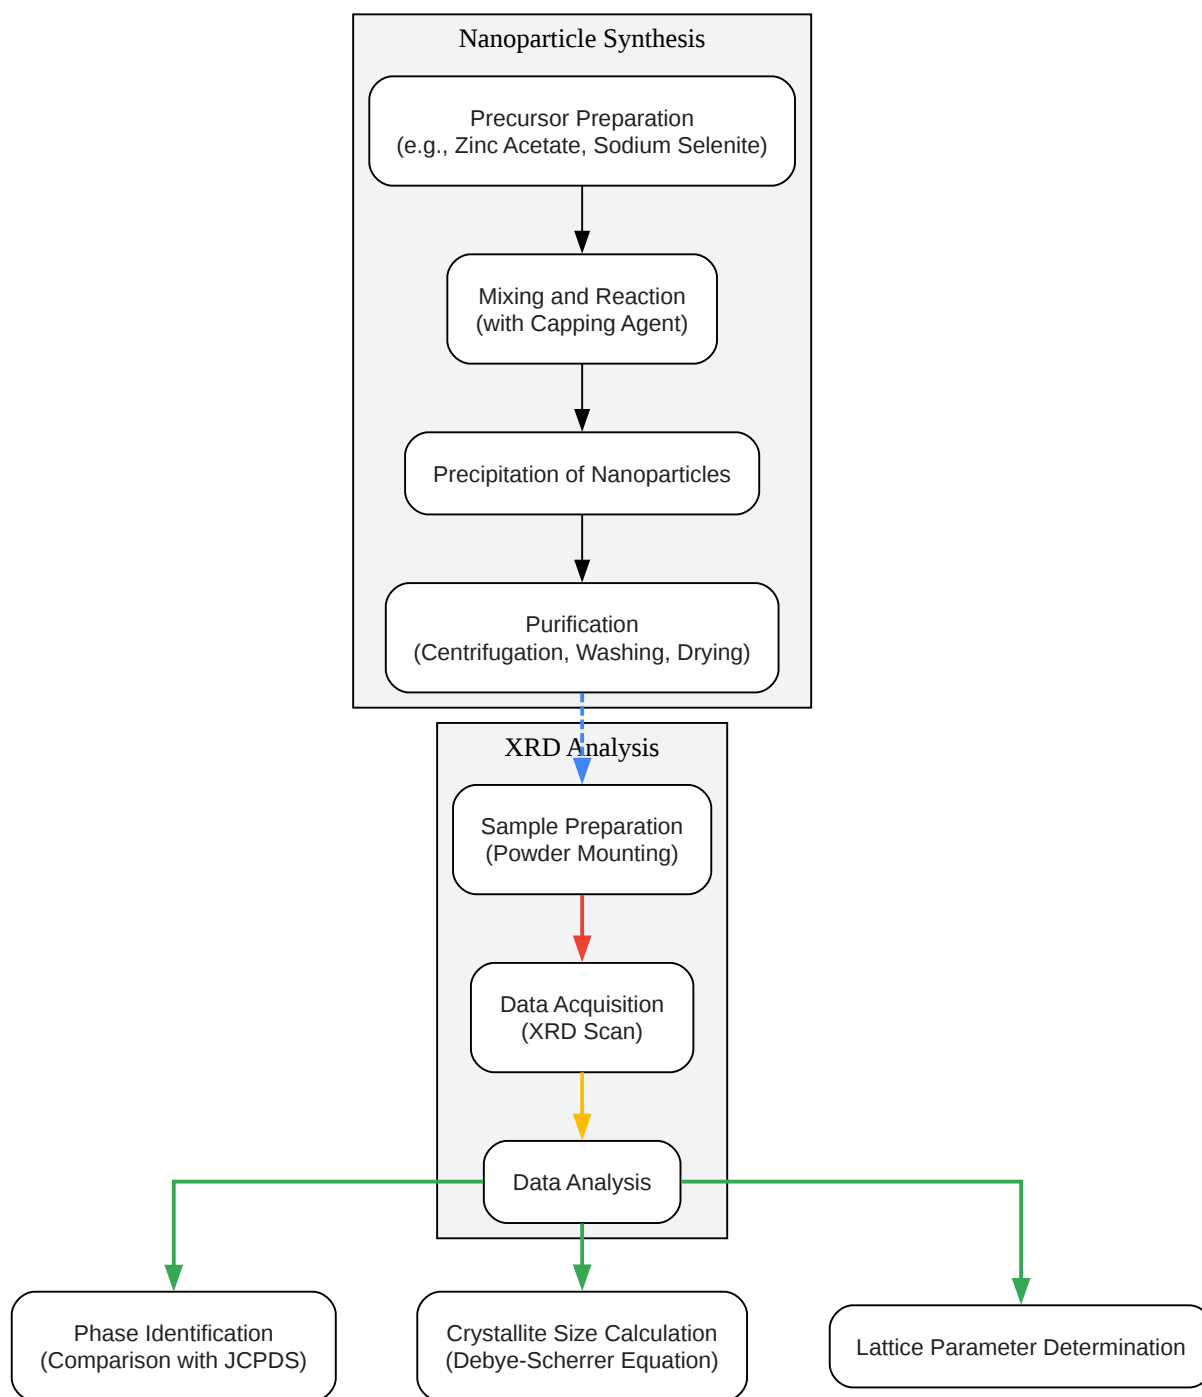 Nanoparticle Synthesis
Precursor Preparation
(e.g., Zinc Acetate, Sodium Selenite)
Mixing and Reaction
(with Capping Agent)
Precipitation of Nanoparticles
Purification
(Centrifugation, Washing, Drying)
XRD Analysis
Sample Preparation
(Powder Mounting)
Data Acquisition
(XRD Scan)
Data Analysis
Phase Identification
(Comparison with JCPDS)
Crystallite Size Calculation
(Debye-Scherrer Equation)
Lattice Parameter Determination